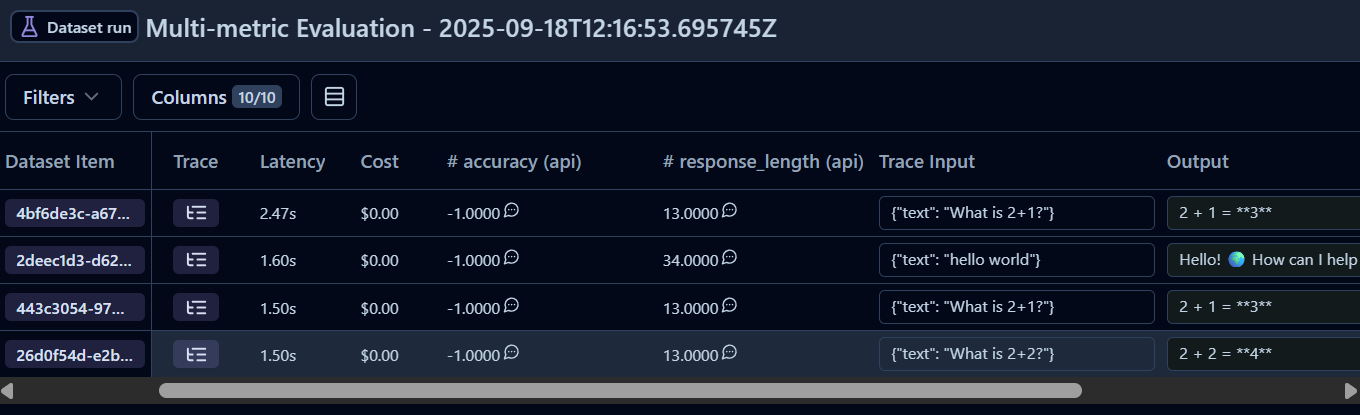 Dataset run Multi-metric Evaluation - 2025-09-18T12:16:53.695745Z
Filters Columns 10/10
Dataset Item Trace Latency Cost # accuracy (api) # response_length (api) Trace Input Output
4bf6de3c-a67... 2.47s $0.00 -1.0000 13.0000 {"text": "What is 2+1?"} 2 + 1 = **3**
2deec1d3-d62... 1.60s $0.00 -1.0000 34.0000 {"text": "hello world"} Hello! 🌍 How can I help
443c3054-97... 1.50s $0.00 -1.0000 13.0000 {"text": "What is 2+1?"} 2 + 1 = **3**
26d0f54d-e2b... 1.50s $0.00 -1.0000 13.0000 {"text": "What is 2+2?"} 2 + 2 = **4**